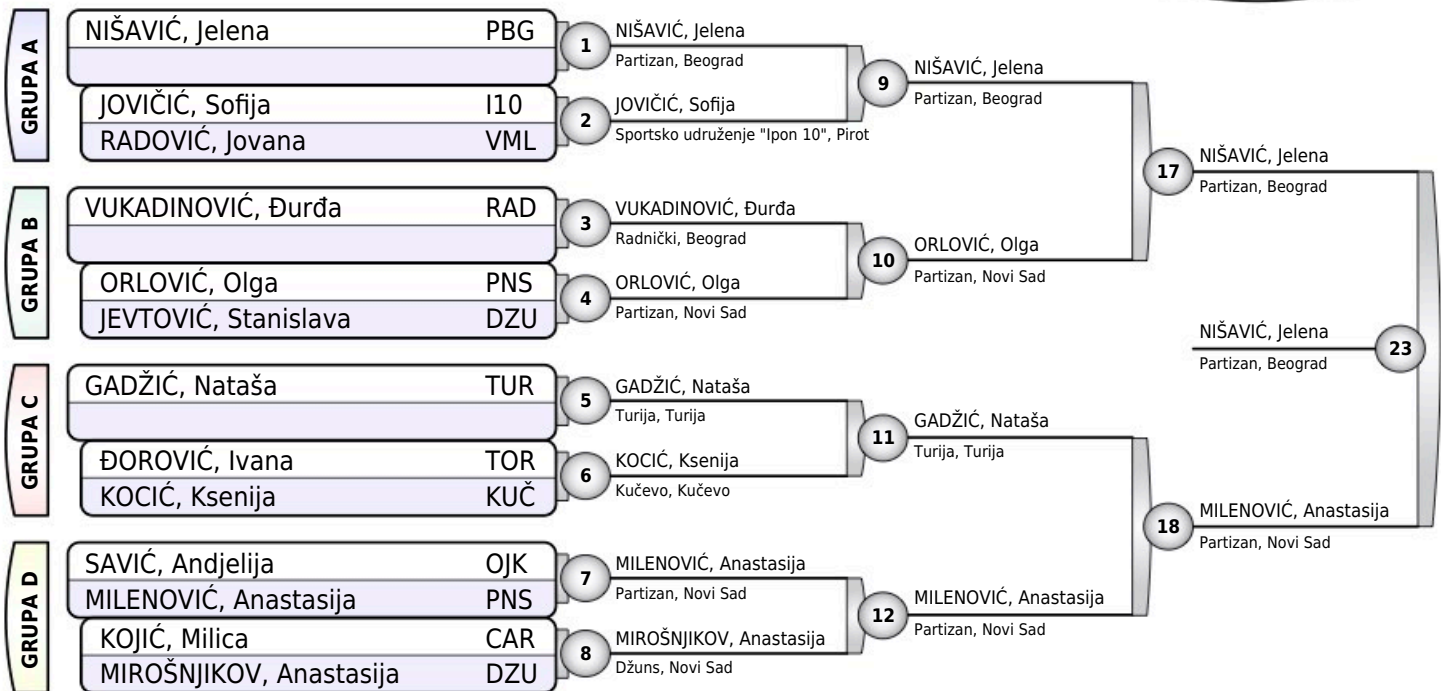 GRUPA A
NIŠAVIĆ, Jelena PBG
JOVIČIĆ, Sofija I10
RADOVIĆ, Jovana VML
1
NIŠAVIĆ, Jelena
Partizan, Beograd
2
JOVIČIĆ, Sofija
Sportsko udruženje "Ipon 10", Pirot
9
NIŠAVIĆ, Jelena
Partizan, Beograd
GRUPA B
VUKADINOVIĆ, Đurđa RAD
ORLOVIĆ, Olga PNS
JEVTOVIĆ, Stanislava DZU
3
VUKADINOVIĆ, Đurđa
Radnički, Beograd
4
ORLOVIĆ, Olga
Partizan, Novi Sad
10
ORLOVIĆ, Olga
Partizan, Novi Sad
17
NIŠAVIĆ, Jelena
Partizan, Beograd
GRUPA C
GADŽIĆ, Nataša TUR
ĐOROVIĆ, Ivana TOR
KOCIĆ, Ksenija KUČ
5
GADŽIĆ, Nataša
Turija, Turija
6
KOCIĆ, Ksenija
Kučevo, Kučevo
11
GADŽIĆ, Nataša
Turija, Turija
GRUPA D
SAVIĆ, Andjelija OJK
MILENOVIĆ, Anastasija PNS
KOJIĆ, Milica CAR
MIROŠNJIKOV, Anastasija DZU
7
MILENOVIĆ, Anastasija
Partizan, Novi Sad
8
MIROŠNJIKOV, Anastasija
Džuns, Novi Sad
12
MILENOVIĆ, Anastasija
Partizan, Novi Sad
18
MILENOVIĆ, Anastasija
Partizan, Novi Sad
NIŠAVIĆ, Jelena
Partizan, Beograd
23